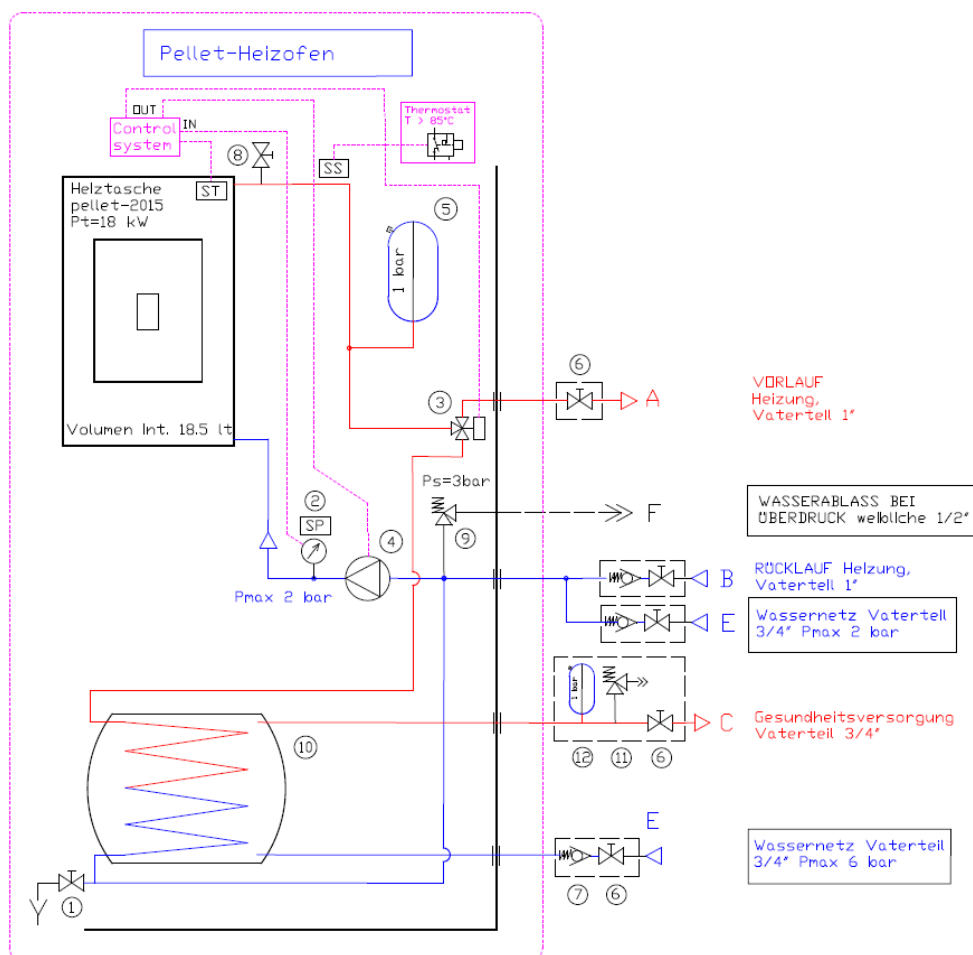 Pellet-Heizofen
OUT
Control
system
IN
Thermostat
T > 85°C
8
SS
ST
Heiztasche
pellet-2015
Pt=18 kW
5
1 bar
6
3
A
VORLAUF
Heizung,
Vaterteil 1"
Volumen Int. 18.5 lt
Ps=3bar
2
SP
4
9
F
WASSERABLASS BEI
ÜBERDRUCK weibliche 1/2"
Pmax 2 bar
B
RÜCKLAUF Heizung,
Vaterteil 1"
E
Wassernetz Vaterteil
3/4" Pmax 2 bar
1 bar
C
Gesundheitsversorgung
Vaterteil 3/4"
10
12
11
6
E
Wassernetz Vaterteil
3/4" Pmax 6 bar
7
6
1